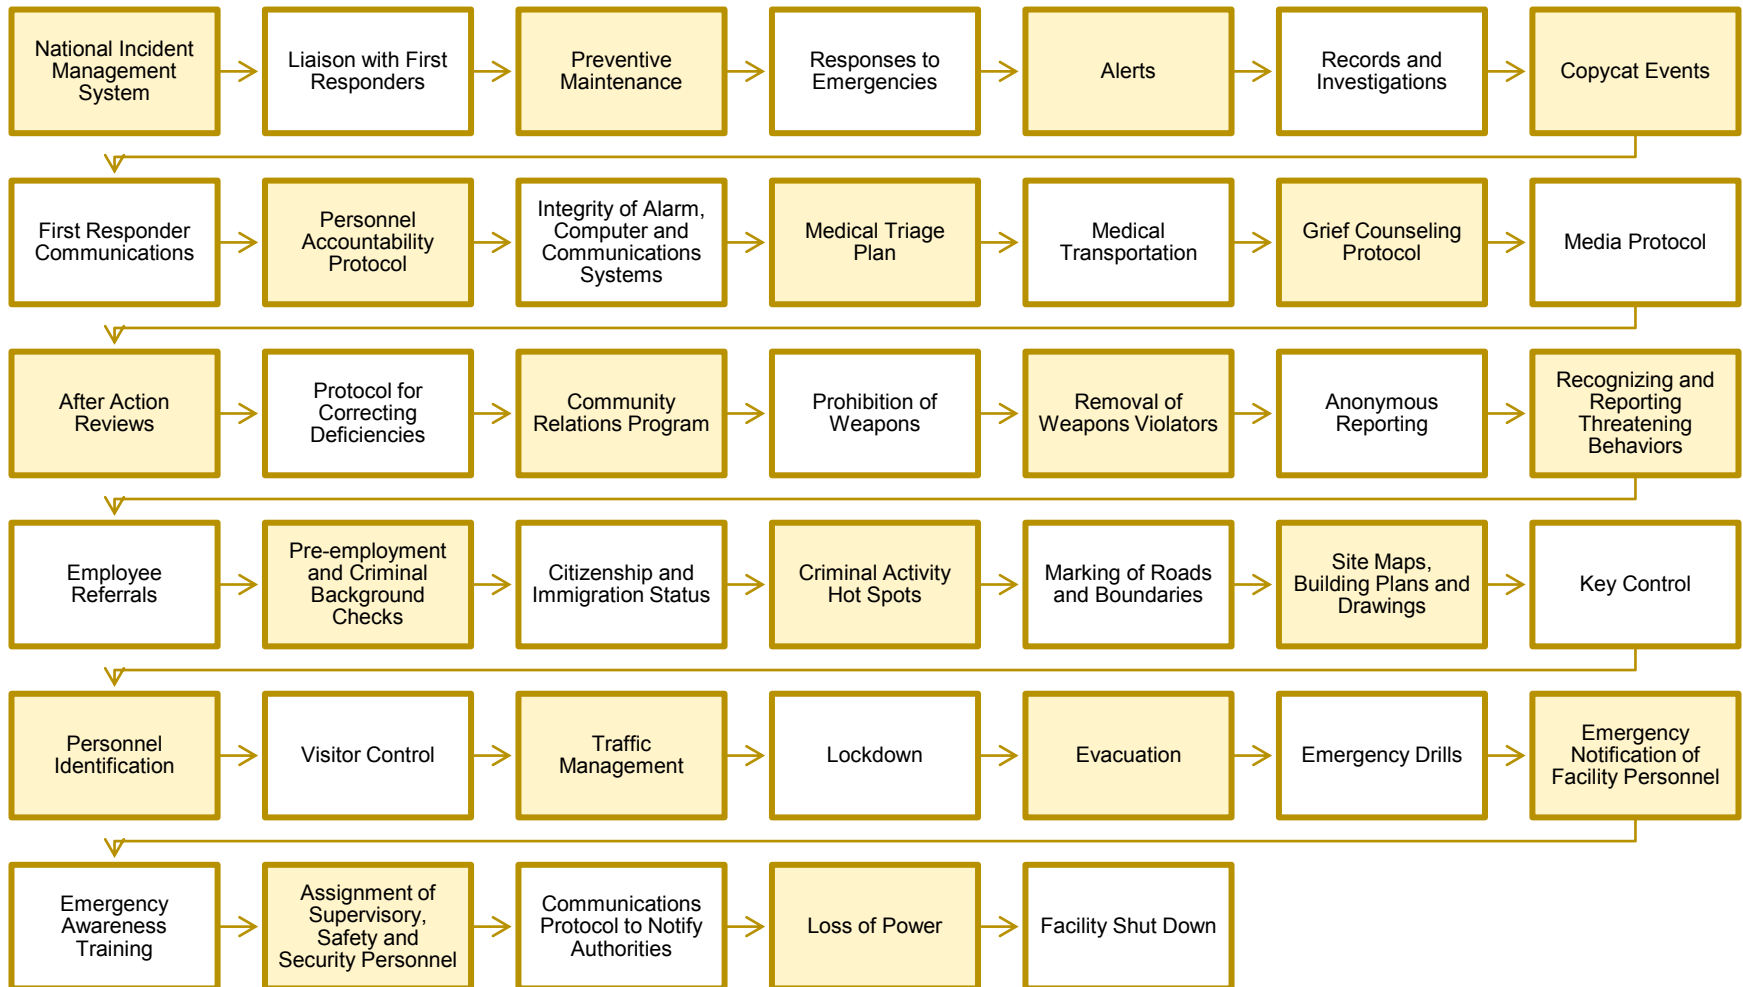 National Incident
Management
System
Liaison with First
Responders
Preventive
Maintenance
Responses to
Emergencies
Alerts
Records and
Investigations
Copycat Events
First Responder
Communications
Personnel
Accountability
Protocol
Integrity of Alarm,
Computer and
Communications
Systems
Medical Triage
Plan
Medical
Transportation
Grief Counseling
Protocol
Media Protocol
After Action
Reviews
Protocol for
Correcting
Deficiencies
Community
Relations Program
Prohibition of
Weapons
Removal of
Weapons Violators
Anonymous
Reporting
Recognizing and
Reporting
Threatening
Behaviors
Employee
Referrals
Pre-employment
and Criminal
Background
Checks
Citizenship and
Immigration Status
Criminal Activity
Hot Spots
Marking of Roads
and Boundaries
Site Maps,
Building Plans and
Drawings
Key Control
Personnel
Identification
Visitor Control
Traffic
Management
Lockdown
Evacuation
Emergency Drills
Emergency
Notification of
Facility Personnel
Emergency
Awareness
Training
Assignment of
Supervisory,
Safety and
Security Personnel
Communications
Protocol to Notify
Authorities
Loss of Power
Facility Shut Down